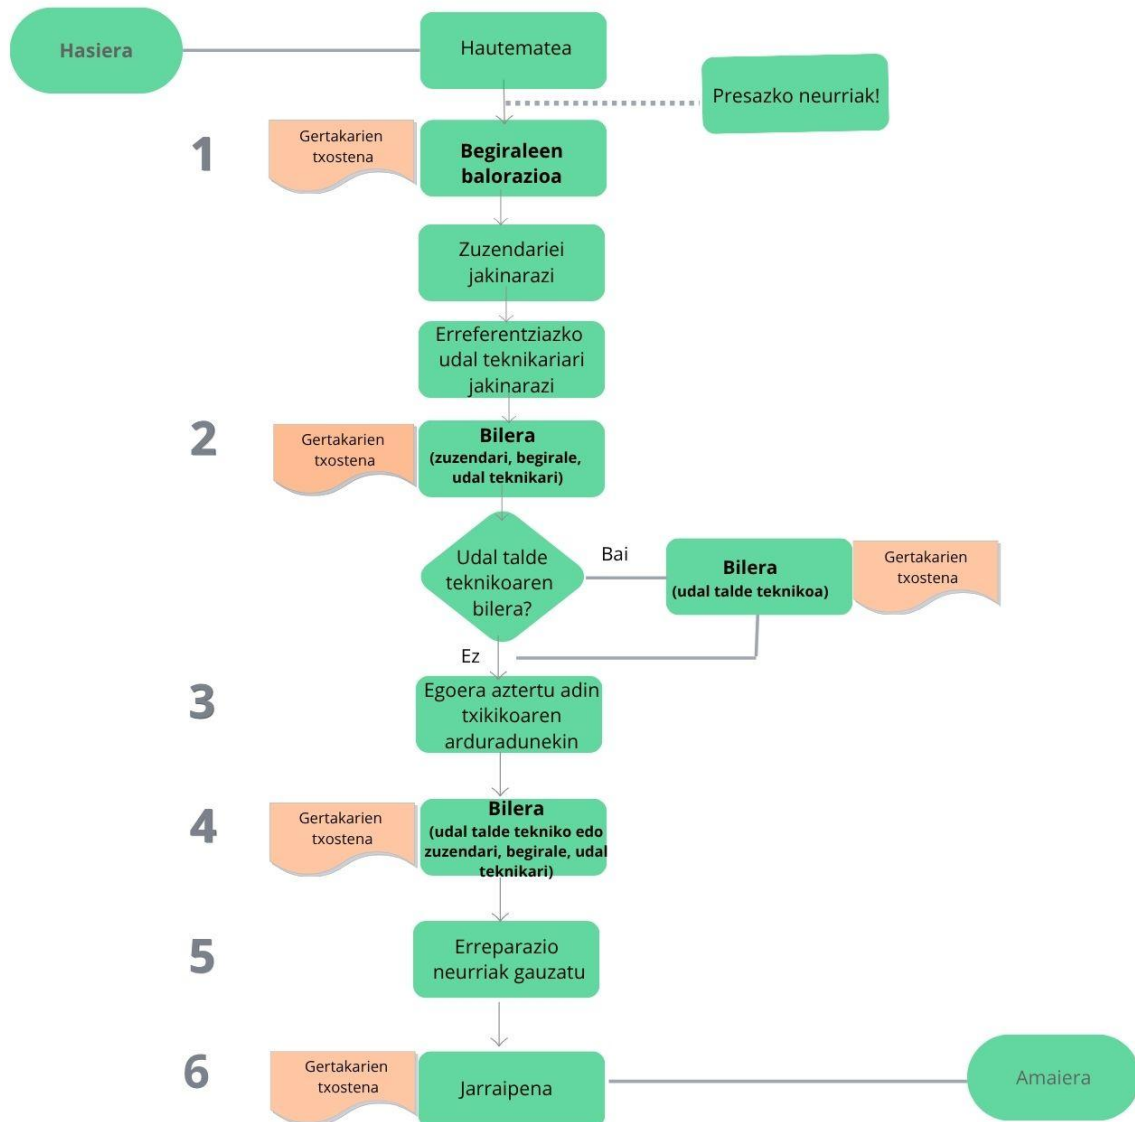 Hasiera
Hautematea
Presazko neurriak!
1
Gertakarien
txostena
Begiraleen
balorazioa
Zuzendariei
jakinarazi
Erreferentziazko
udal teknikariari
jakinarazi
2
Gertakarien
txostena
Bilera
(zuzendari, begirale,
udal teknikari)
Udal talde
teknikoaren
bilera?
Bai
Bilera
(udal talde teknikoa)
Gertakarien
txostena
Ez
3
Egoera aztertu adin
txikikoaren
arduradunekin
4
Gertakarien
txostena
Bilera
(udal talde tekniko edo
zuzendari, begirale, udal
teknikari)
5
Erreparazio
neurriak gauzatu
6
Gertakarien
txostena
Jarraipena
Amaiera